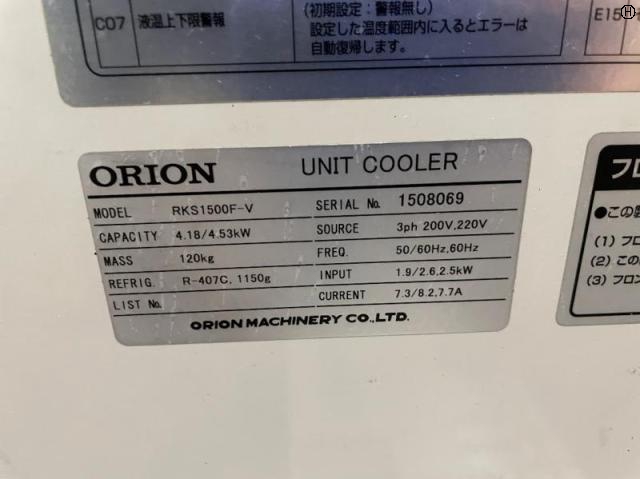 C07 液温上下限警報
(初期設定:警報無し)
設定した温度範囲内に入るとエラーは
自動復帰します。
E15
H
ORION UNIT COOLER
MODEL RKS1500F-V SERIAL No. 1508069
CAPACITY 4.18/4.53kW SOURCE 3ph 200V,220V
MASS 120kg FREQ. 50/60Hz,60Hz
REFRIG. R-407C, 1150g INPUT 1.9/2.6,2.5kW
LIST No. CURRENT 7.3/8.2,7.7A
ORION MACHINERY CO.,LTD.
フロ
●この
(1) フロ
(2) この
(3) フロン